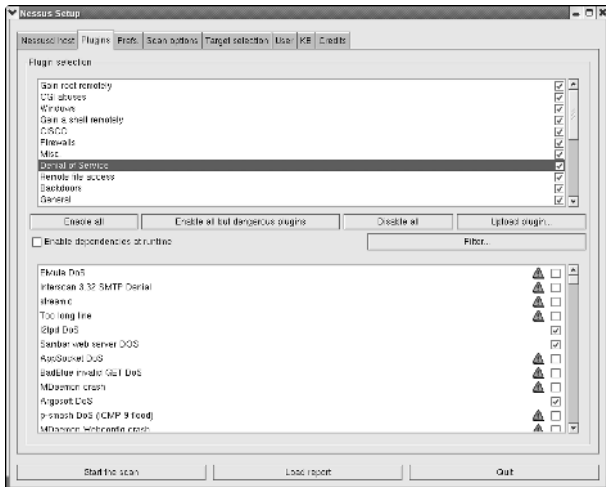 Nessus Setup
Nessusd host Plugins Prefs. Scan options Target selection User KB Credits
Plugin selection
Gain root remotely
CGI abuses
Windows
Gain a shell remotely
CISCO
Firewalls
Misc.
Denial of Service
Remote file access
Backdoors
General
Enable all Enable all but dangerous plugins Disable all Upload plugin...
Enable dependencies at runtime Filter...
EMule DoS
Interscan 3.32 SMTP Denial
stream.c
Too long line
l2tpd DoS
Sambar web server DOS
AppSocket DoS
BadBlue invalid GET DoS
MDaemon crash
Argosoft DoS
p-smash DoS (ICMP 9 flood)
MDaemon Webconfig crash
Start the scan Load report Quit